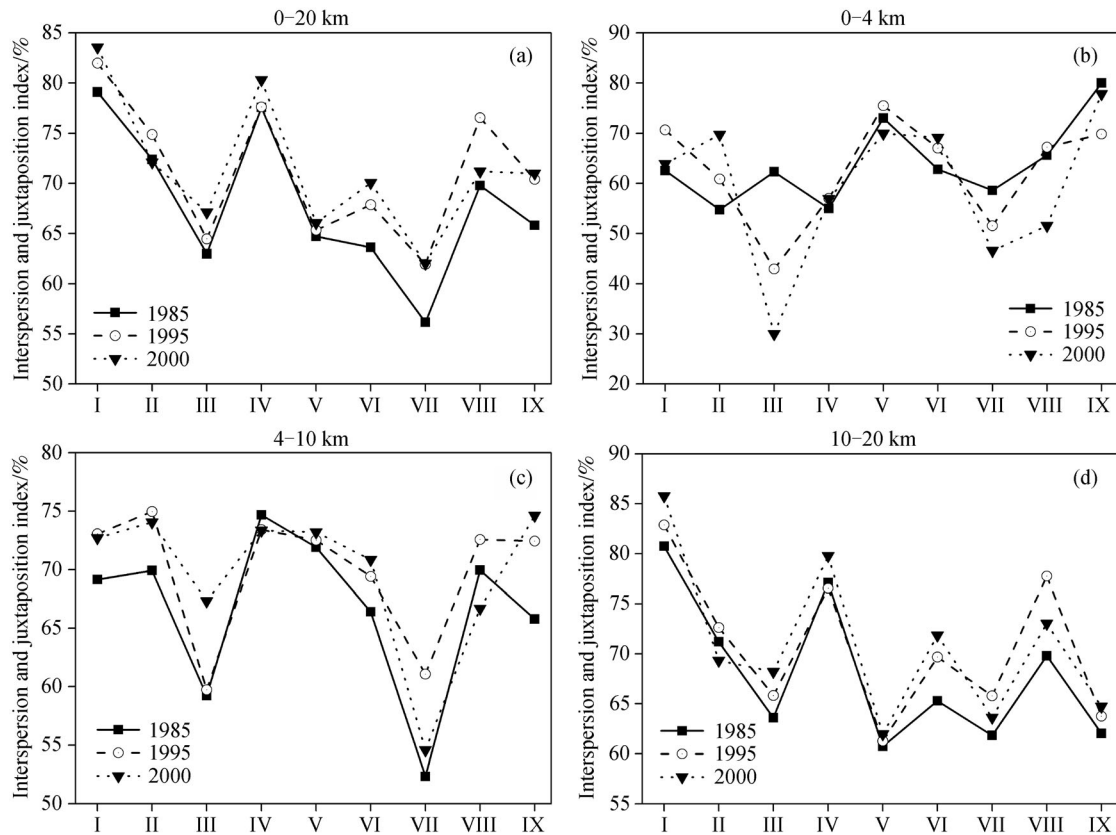 0−20 km
(a)
Interspersion and juxtaposition index/%
85
80
75
70
65
60
55
50
1985
1995
2000
I II III IV V VI VII VIII IX
0−4 km
(b)
Interspersion and juxtaposition index/%
90
80
70
60
50
40
30
20
1985
1995
2000
I II III IV V VI VII VIII IX
4−10 km
(c)
Interspersion and juxtaposition index/%
80
75
70
65
60
55
50
1985
1995
2000
I II III IV V VI VII VIII IX
10−20 km
(d)
Interspersion and juxtaposition index/%
90
85
80
75
70
65
60
55
1985
1995
2000
I II III IV V VI VII VIII IX